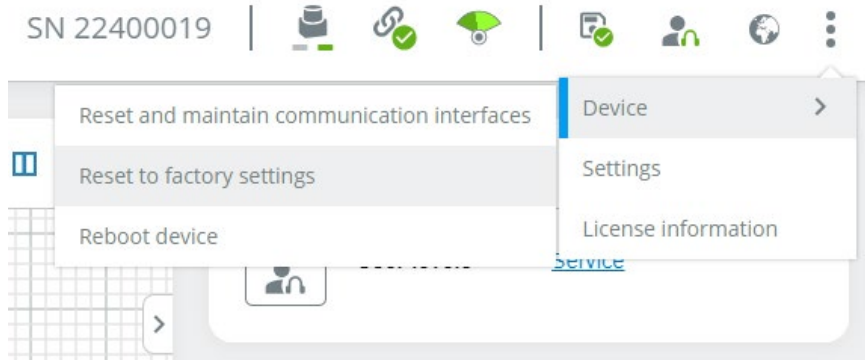 SN 22400019
Reset and maintain communication interfaces
Device
Reset to factory settings
Settings
Reboot device
License information
Service